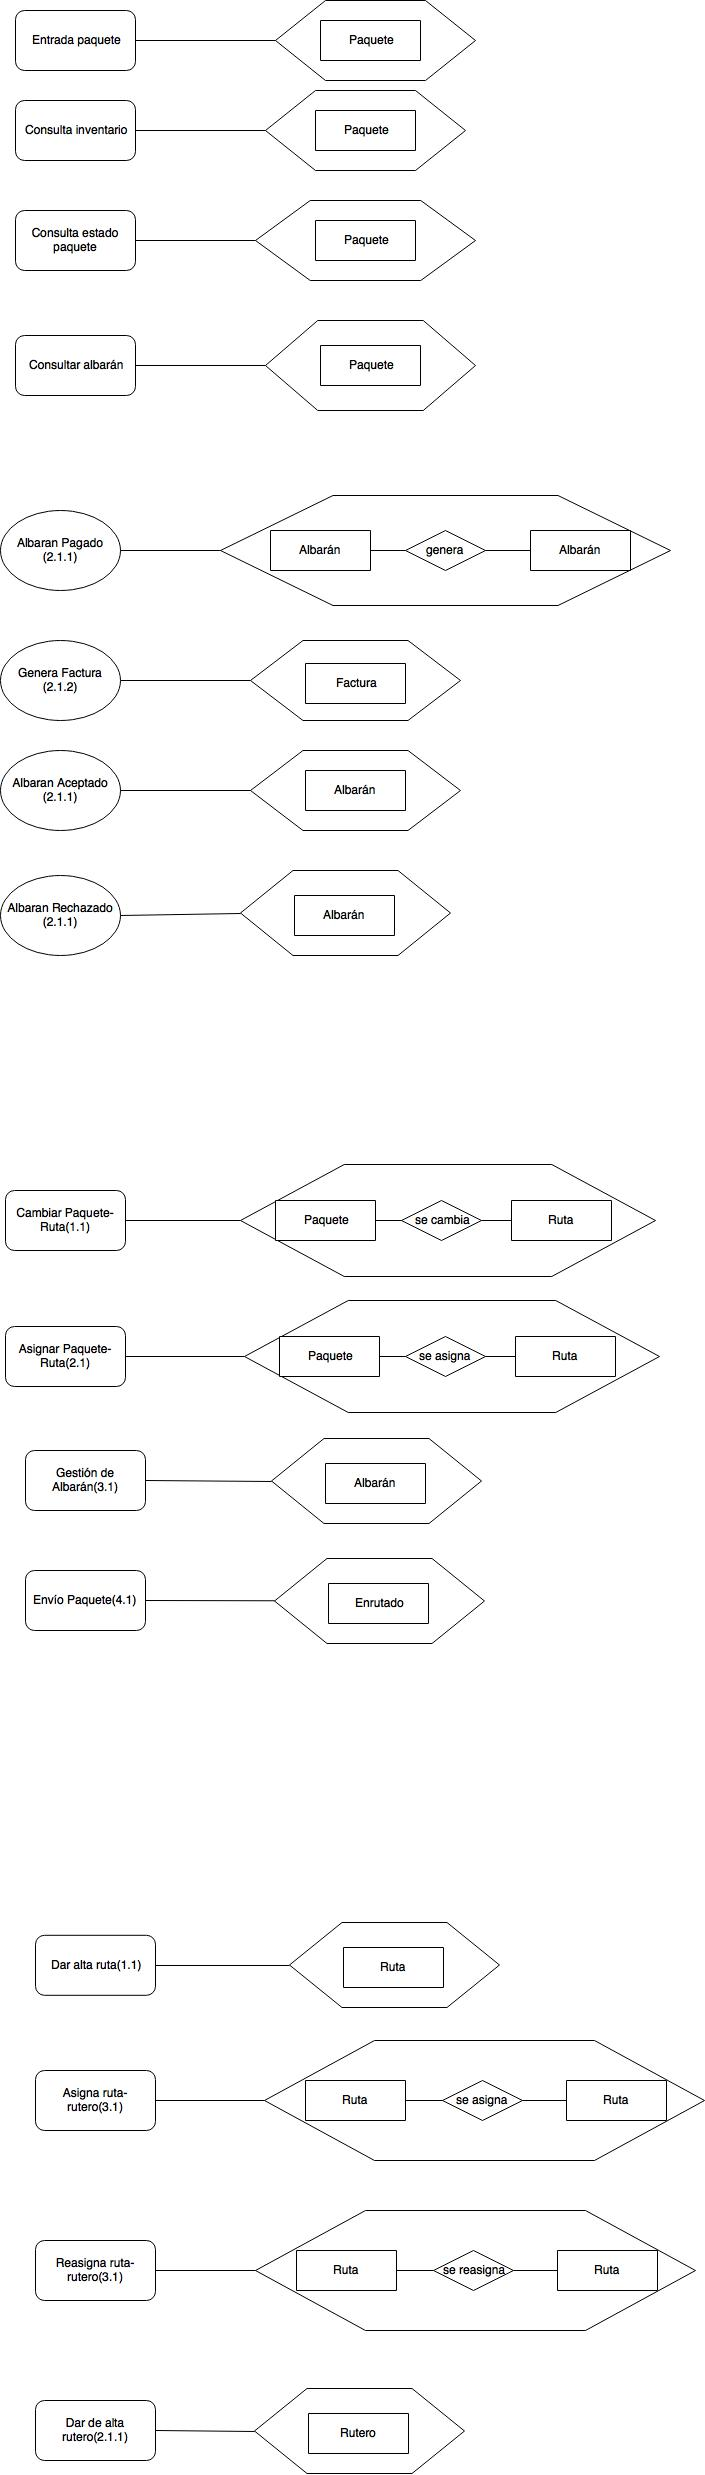 Entrada paquete
Paquete
Consulta inventario
Paquete
Consulta estado
paquete
Paquete
Consultar albarán
Paquete
Albaran Pagado
(2.1.1)
Albarán
genera
Albarán
Genera Factura
(2.1.2)
Factura
Albaran Aceptado
(2.1.1)
Albarán
Albaran Rechazado
(2.1.1)
Albarán
Cambiar Paquete-
Ruta(1.1)
Paquete
se cambia
Ruta
Asignar Paquete-
Ruta(2.1)
Paquete
se asigna
Ruta
Gestión de
Albarán(3.1)
Albarán
Envío Paquete(4.1)
Enrutado
Dar alta ruta(1.1)
Ruta
Asigna ruta-
rutero(3.1)
Ruta
se asigna
Ruta
Reasigna ruta-
rutero(3.1)
Ruta
se reasigna
Ruta
Dar de alta
rutero(2.1.1)
Rutero